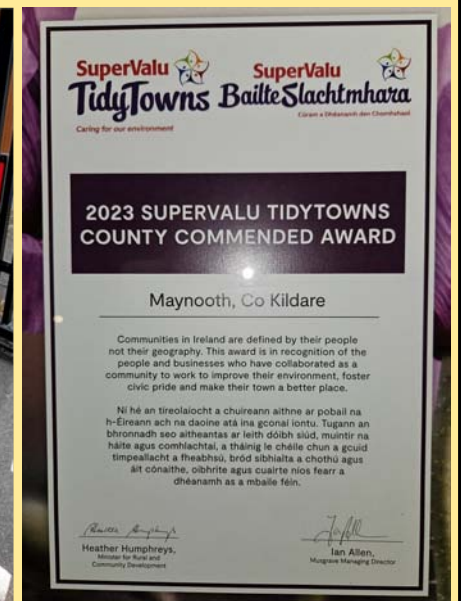 SuperValu
TidyTowns
Caring for our environment
SuperValu
BailteSlachtmhara
Cúram a Dhéanamh den Chomhshaol
2023 SUPERVALU TIDYTOWNS
COUNTY COMMENDED AWARD
Maynooth, Co Kildare
Communities in Ireland are defined by their people
not their geography. This award is in recognition of the
people and businesses who have collaborated as a
community to work to improve their environment, foster
civic pride and make their town a better place.
Ní hé an tíreolaíocht a chuireann aithne ar pobail na
h-Éireann ach na daoine atá ina gconaí iontu. Tugann an
bhronnadh seo aitheantas ar leith dóibh siúd, muintir na
háite agus comhlachtaí, a tháinig le chéile chun a gcuid
timpeallacht a fheabhsú, bród sibhialta a chothú agus
áit cónaithe, oibhrite agus cuairte níos fearr a
dhéanamh as a mbaile féin.
Heather Humphreys,
Minister for Rural and
Community Development
Ian Allen,
Musgrave Managing Director